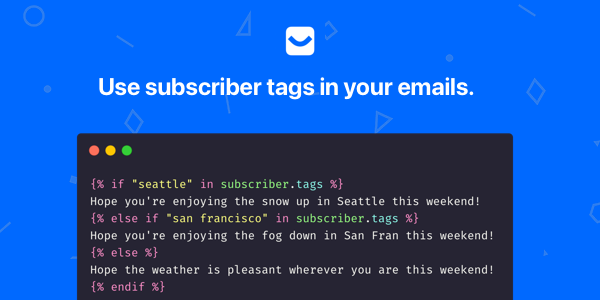 Use subscriber tags in your emails.
{% if "seattle" in subscriber.tags %}
Hope you're enjoying the snow up in Seattle this weekend!
{% else if "san francisco" in subscriber.tags %}
Hope you're enjoying the fog down in San Fran this weekend!
{% else %}
Hope the weather is pleasant wherever you are this weekend!
{% endif %}